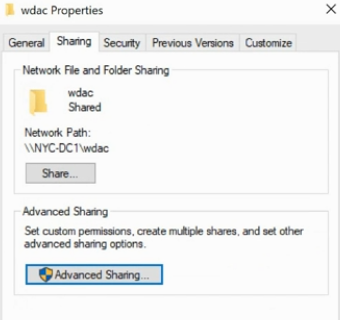 wdac Properties
General Sharing Security Previous Versions Customize
Network File and Folder Sharing
wdac
Shared
Network Path:
\\NYC-DC1\wdac
Share...
Advanced Sharing
Set custom permissions, create multiple shares, and set other
advanced sharing options.
Advanced Sharing...